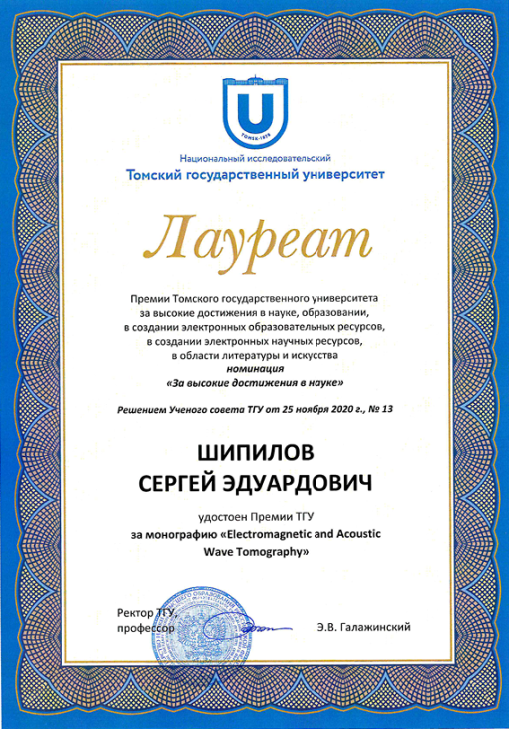 TOMSK·1878
Национальный исследовательский
Томский государственный университет
Лауреат
Премии Томского государственного университета
за высокие достижения в науке, образовании,
в создании электронных образовательных ресурсов,
в создании электронных научных ресурсов,
в области литературы и искусства
номинация
«За высокие достижения в науке»
Решением Ученого совета ТГУ от 25 ноября 2020 г., № 13
ШИПИЛОВ
СЕРГЕЙ ЭДУАРДОВИЧ
удостоен Премии ТГУ
за монографию «Electromagnetic and Acoustic
Wave Tomography»
Ректор ТГУ,
профессор
Э.В. Галажинский